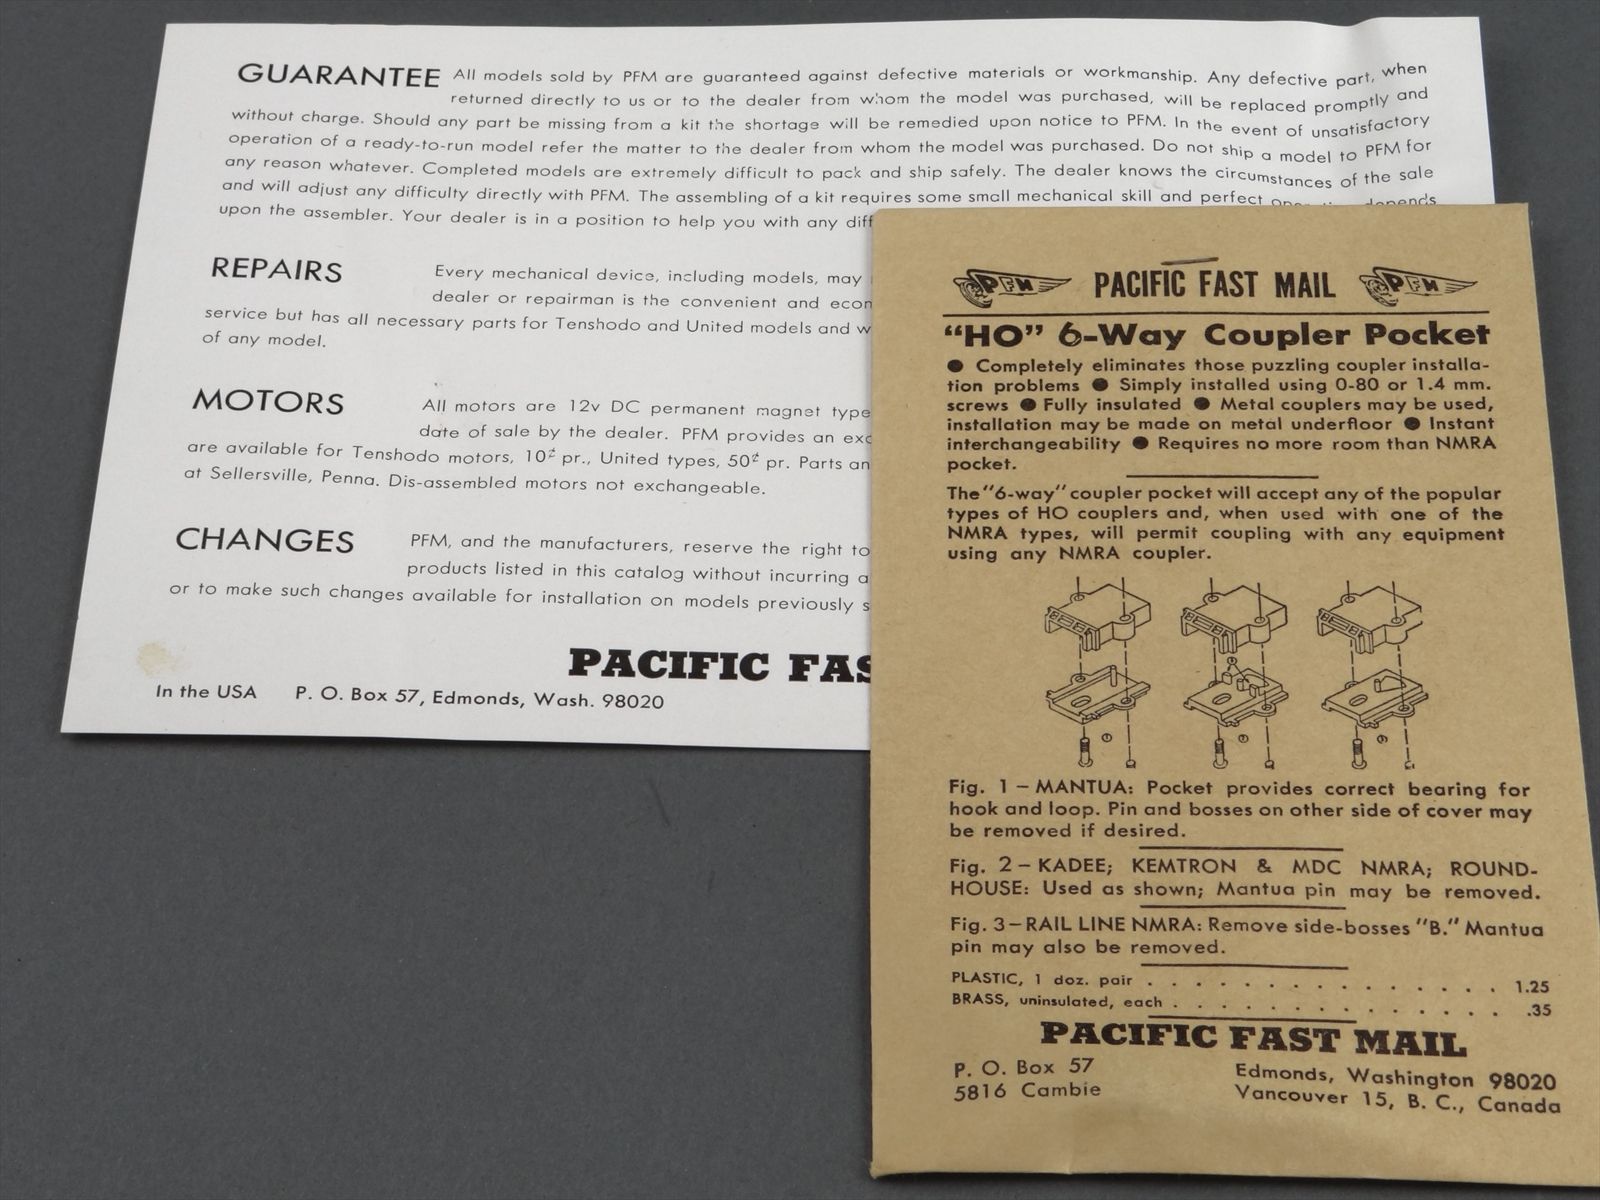 GUARANTEE All models sold by PFM are guaranteed against defective materials or workmanship. Any defective part, when
returned directly to us or to the dealer from whom the model was purchased, will be replaced promptly and
without charge. Should any part be missing from a kit the shortage will be remedied upon notice to PFM. In the event of unsatisfactory
operation of a ready-to-run model refer the matter to the dealer from whom the model was purchased. Do not ship a model to PFM for
any reason whatever. Completed models are extremely difficult to pack and ship safely. The dealer knows the circumstances of the sale
and will adjust any difficulty directly with PFM. The assembling of a kit requires some small mechanical skill and perfect depends
upon the assembler. Your dealer is in a position to help you with any diff
REPAIRS Every mechanical device, including models, may
dealer or repairman is the convenient and econ
service but has all necessary parts for Tenshodo and United models and w
of any model.
MOTORS All motors are 12v DC permanent magnet type
date of sale by the dealer. PFM provides an exc
are available for Tenshodo motors, 10¢ pr., United types, 50¢ pr. Parts an
at Sellersville, Penna. Dis-assembled motors not exchangeable.
CHANGES PFM, and the manufacturers, reserve the right to
products listed in this catalog without incurring a
or to make such changes available for installation on models previously s
PACIFIC FAS
In the USA P. O. Box 57, Edmonds, Wash. 98020
PFM PACIFIC FAST MAIL PFM
"HO" 6-Way Coupler Pocket
● Completely eliminates those puzzling coupler installa-
tion problems ● Simply installed using 0-80 or 1.4 mm.
screws ● Fully insulated ● Metal couplers may be used,
installation may be made on metal underfloor ● Instant
interchangeability ● Requires no more room than NMRA
pocket.
The "6-way" coupler pocket will accept any of the popular
types of HO couplers and, when used with one of the
NMRA types, will permit coupling with any equipment
using any NMRA coupler.
Fig. 1 – MANTUA: Pocket provides correct bearing for
hook and loop. Pin and bosses on other side of cover may
be removed if desired.
Fig. 2 – KADEE; KEMTRON & MDC NMRA; ROUND-
HOUSE: Used as shown; Mantua pin may be removed.
Fig. 3 – RAIL LINE NMRA: Remove side-bosses "B." Mantua
pin may also be removed.
PLASTIC, 1 doz. pair . . . . . . . . . . . . . . . 1.25
BRASS, uninsulated, each . . . . . . . . . . . . . . .35
PACIFIC FAST MAIL
P. O. Box 57 Edmonds, Washington 98020
5816 Cambie Vancouver 15, B. C., Canada